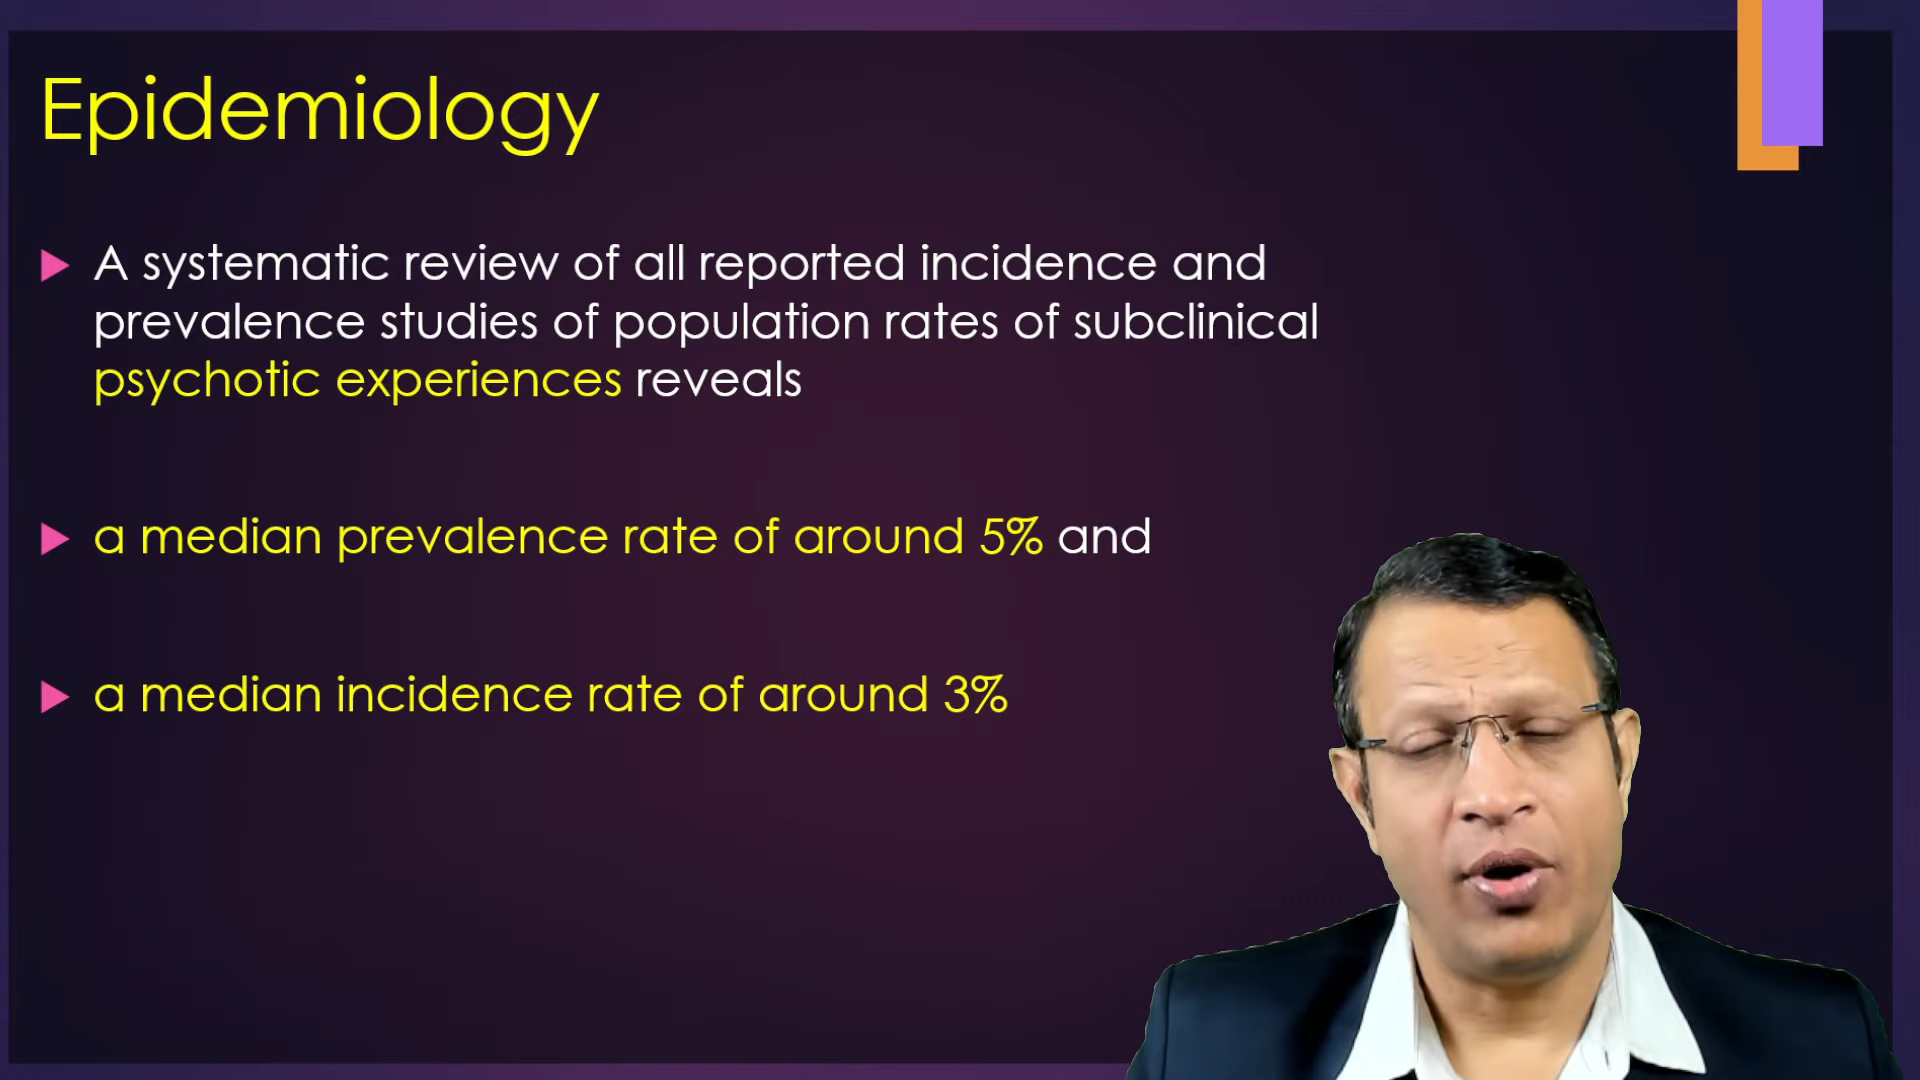 Epidemiology
A systematic review of all reported incidence and
prevalence studies of population rates of subclinical
psychotic experiences reveals
a median prevalence rate of around 5% and
a median incidence rate of around 3%